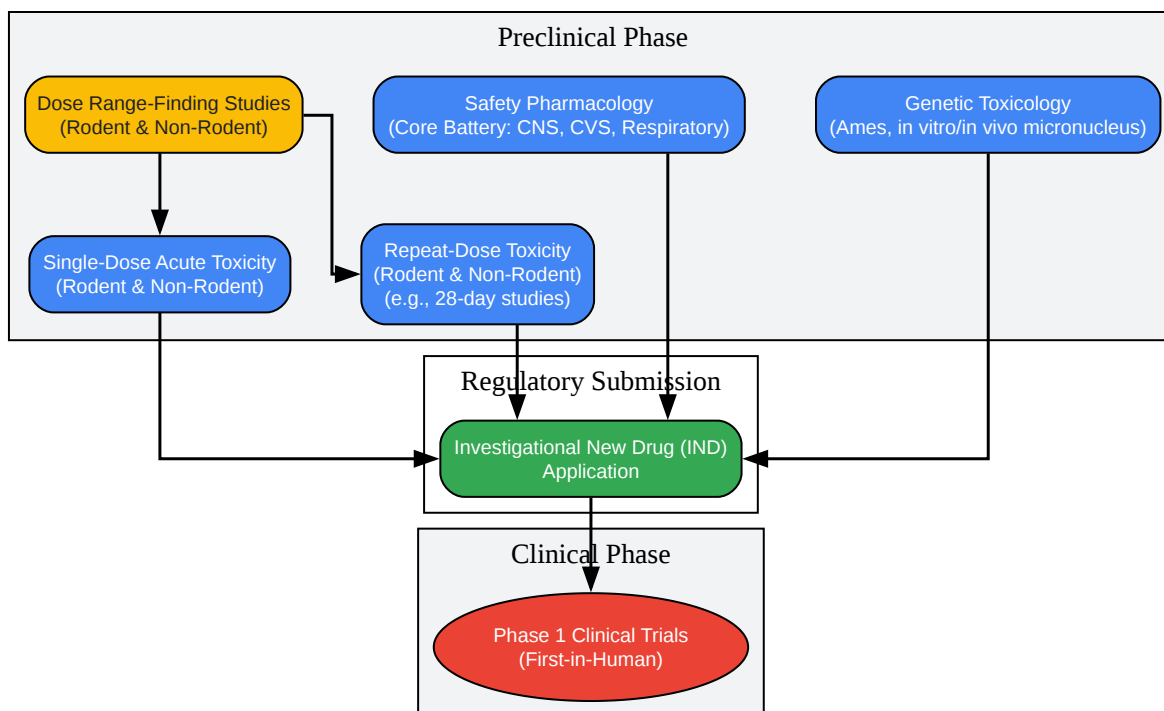 Preclinical Phase
Dose Range-Finding Studies
(Rodent & Non-Rodent)
Safety Pharmacology
(Core Battery: CNS, CVS, Respiratory)
Genetic Toxicology
(Ames, in vitro/in vivo micronucleus)
Single-Dose Acute Toxicity
(Rodent & Non-Rodent)
Repeat-Dose Toxicity
(Rodent & Non-Rodent)
(e.g., 28-day studies)
Regulatory Submission
Investigational New Drug (IND)
Application
Clinical Phase
Phase 1 Clinical Trials
(First-in-Human)